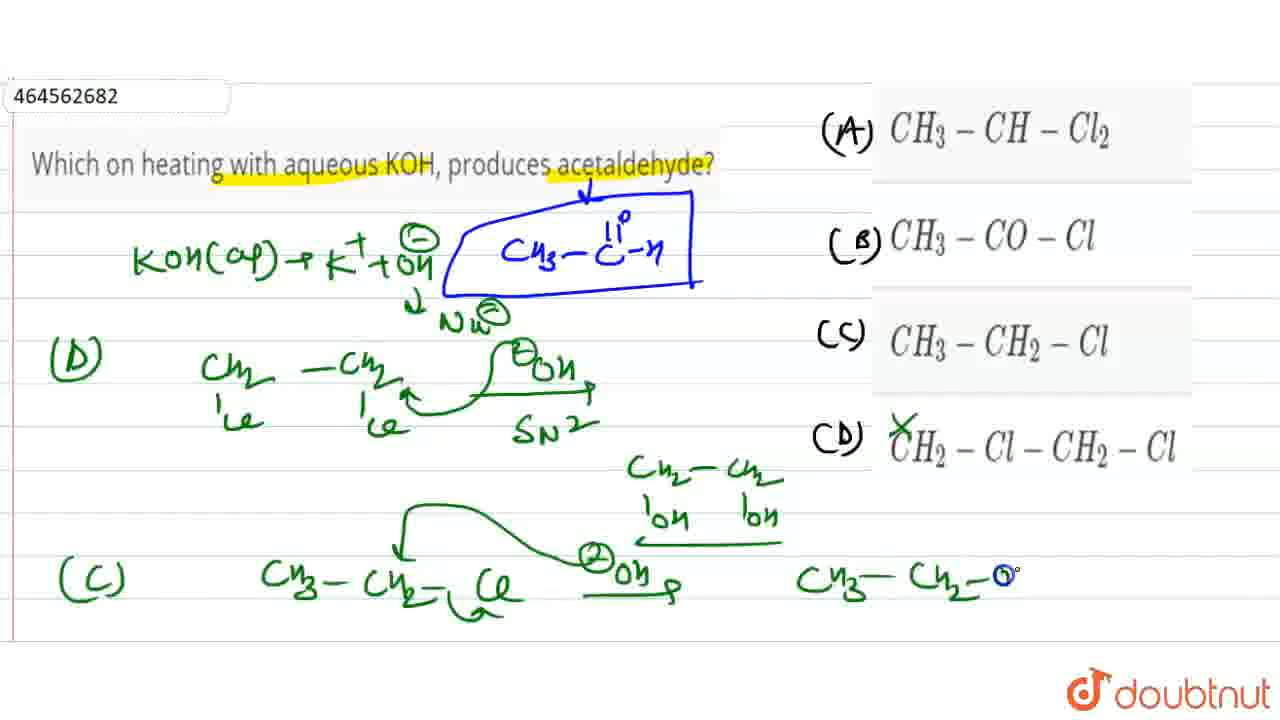 464562682
Which on heating with aqueous KOH, produces acetaldehyde?
(A) CH3 – CH – Cl2
(B) CH3 – CO – Cl
(C) CH3 – CH2 – Cl
(D) CH2 – Cl – CH2 – Cl
KOH(aq) → K+ + OH−
Nu−
CH3 – C – H
O
(D)
CH2 – CH2
Cl Cl
−OH
SN2
CH2 – CH2
OH OH
(C) CH3 – CH2 – Cl −OH → CH3 – CH2 – O
doubtnut